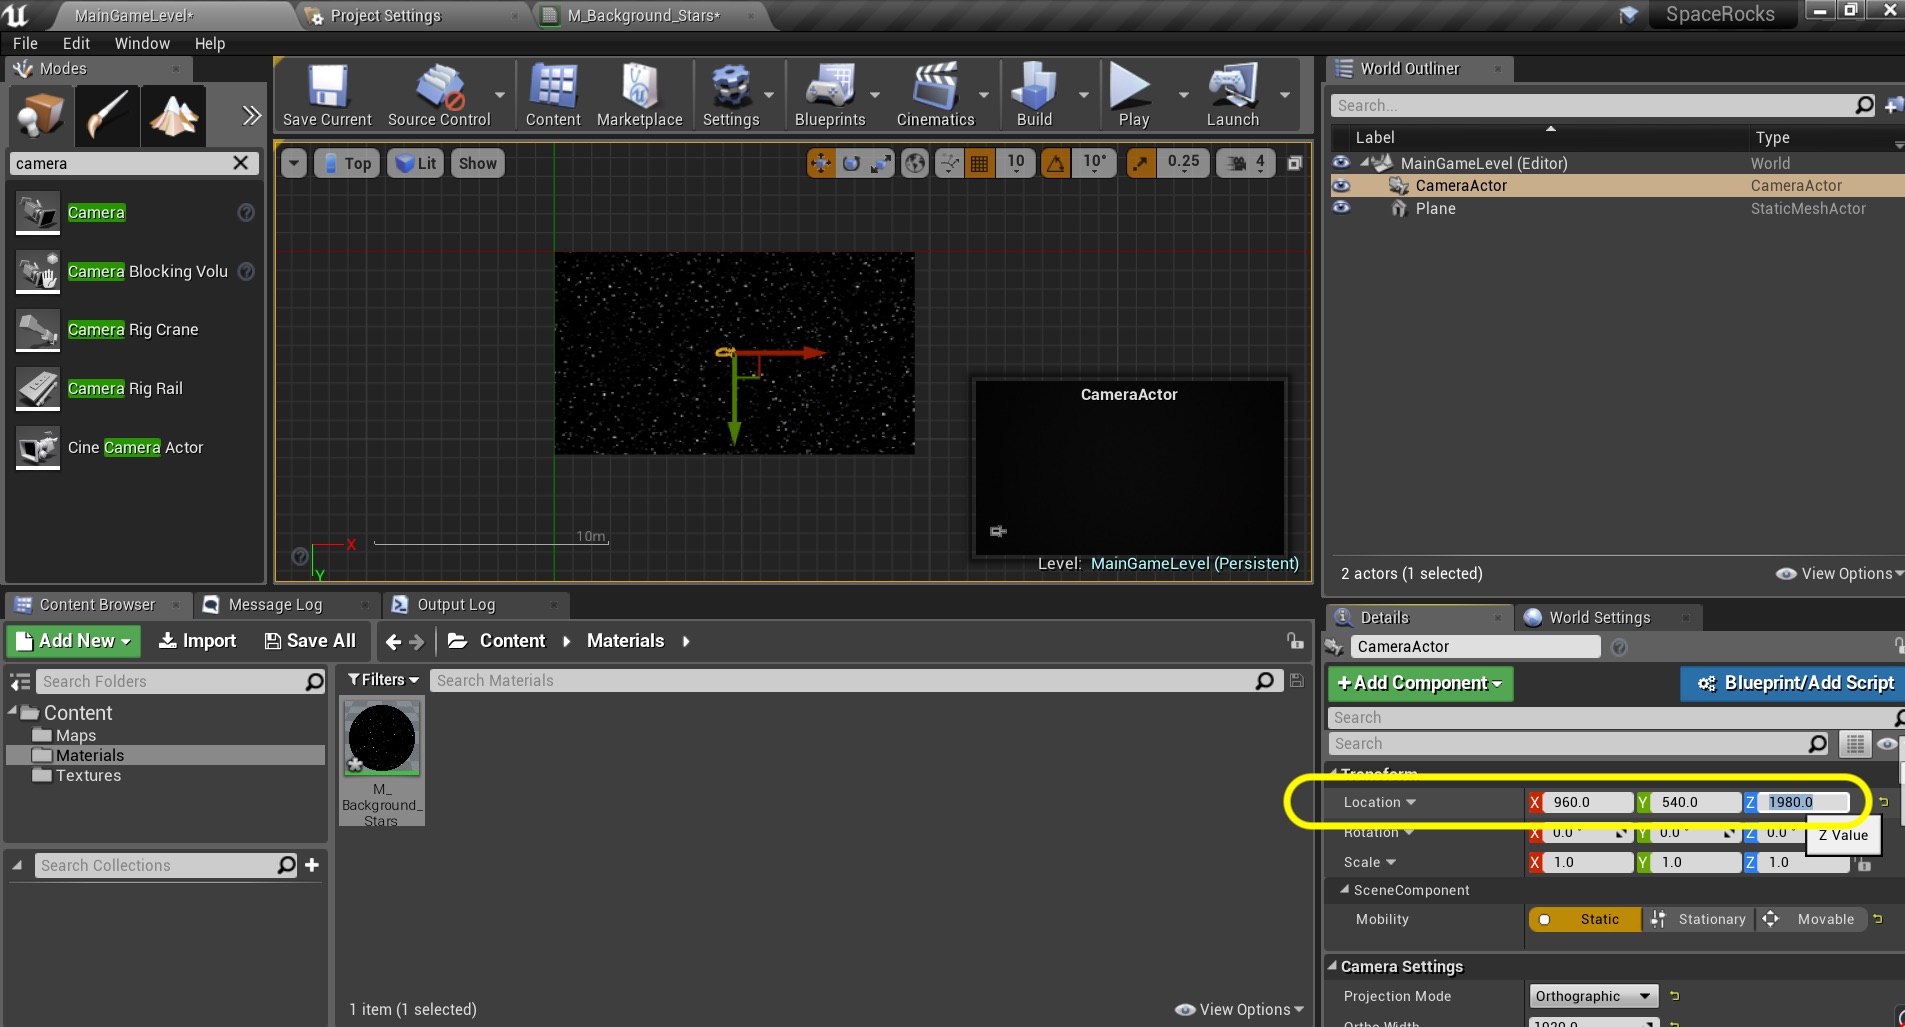 MainGameLevel*
Project Settings
M_Background_Stars*
SpaceRocks
File Edit Window Help
Modes
camera
Camera
Camera Blocking Volu
Camera Rig Crane
Camera Rig Rail
Cine Camera Actor
Save Current
Source Control
Content
Marketplace
Settings
Blueprints
Cinematics
Build
Play
Launch
Top
Lit
Show
10
10°
0.25
4
CameraActor
10m
X
Y
Level: MainGameLevel (Persistent)
World Outliner
Search...
Label Type
MainGameLevel (Editor) World
CameraActor CameraActor
Plane StaticMeshActor
2 actors (1 selected)
View Options
Content Browser
Message Log
Output Log
Add New
Import
Save All
Content
Materials
Search Folders
Content
Maps
Materials
Textures
Search Collections
Filters
Search Materials
M_
Background_
Stars
1 item (1 selected)
View Options
Details
World Settings
CameraActor
+Add Component
Blueprint/Add Script
Search
Search
Transform
Location X 960.0 Y 540.0 Z 1980.0
Rotation X 0.0° Y 0.0° Z 0.0°
Z Value
Scale X 1.0 Y 1.0 Z 1.0
SceneComponent
Mobility Static Stationary Movable
Camera Settings
Projection Mode Orthographic
Ortho Width 1920.0